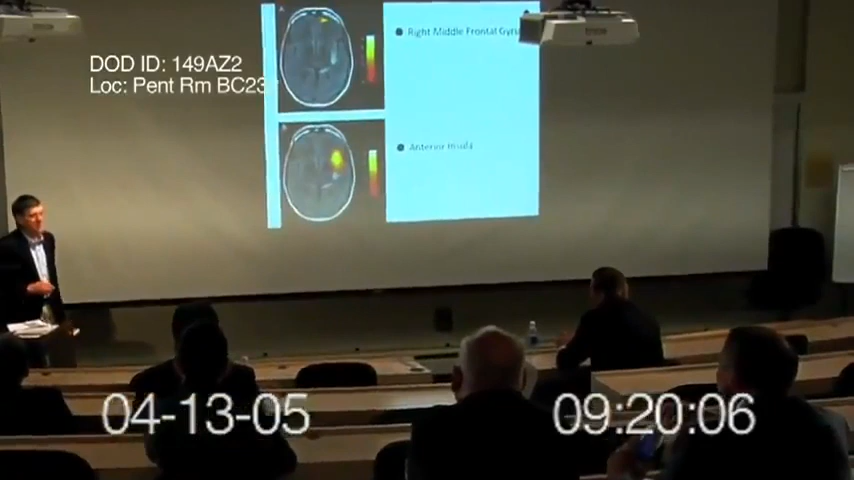 Right Middle Frontal Gyrus
DOD ID: 149AZ2
Loc: Pent Rm BC23
Anterior Insula
04-13-05
09:20:06